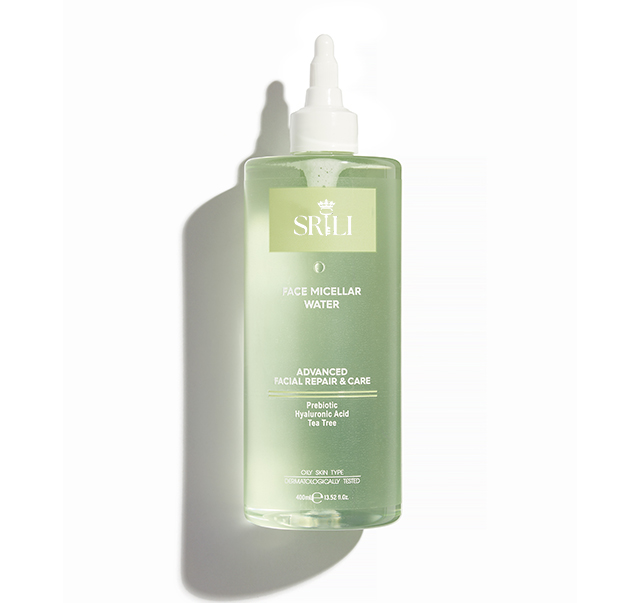 SRILI
FACE MICELLAR
WATER
ADVANCED
FACIAL REPAIR & CARE
Prebiotic
Hyaluronic Acid
Tea Tree
OILY SKIN TYPE
DERMATOLOGICALLY TESTED
400ml ℮ 13.52 fl.oz.